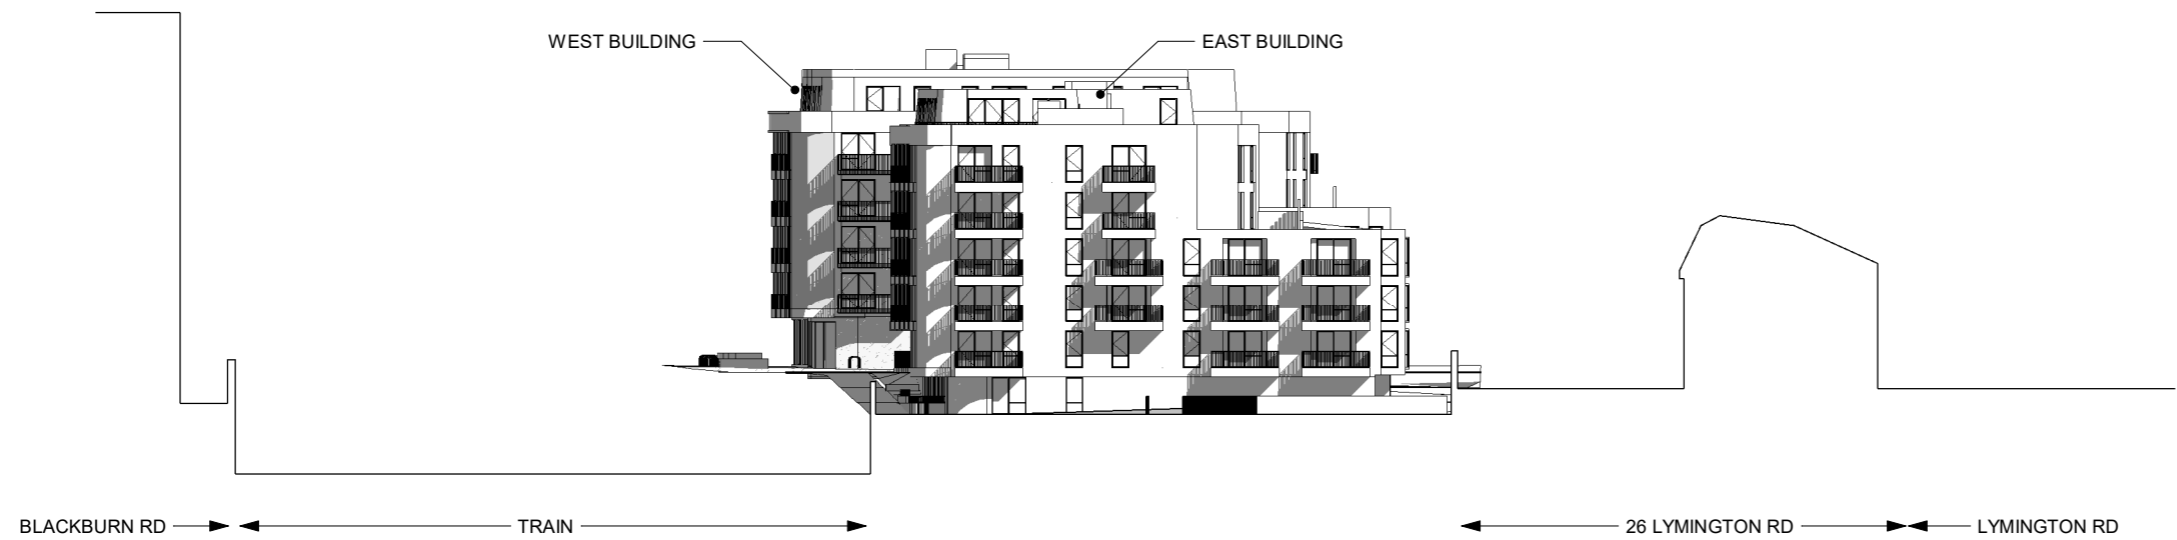 WEST BUILDING
EAST BUILDING
BLACKBURN RD
TRAIN
26 LYMINGTON RD
LYMINGTON RD